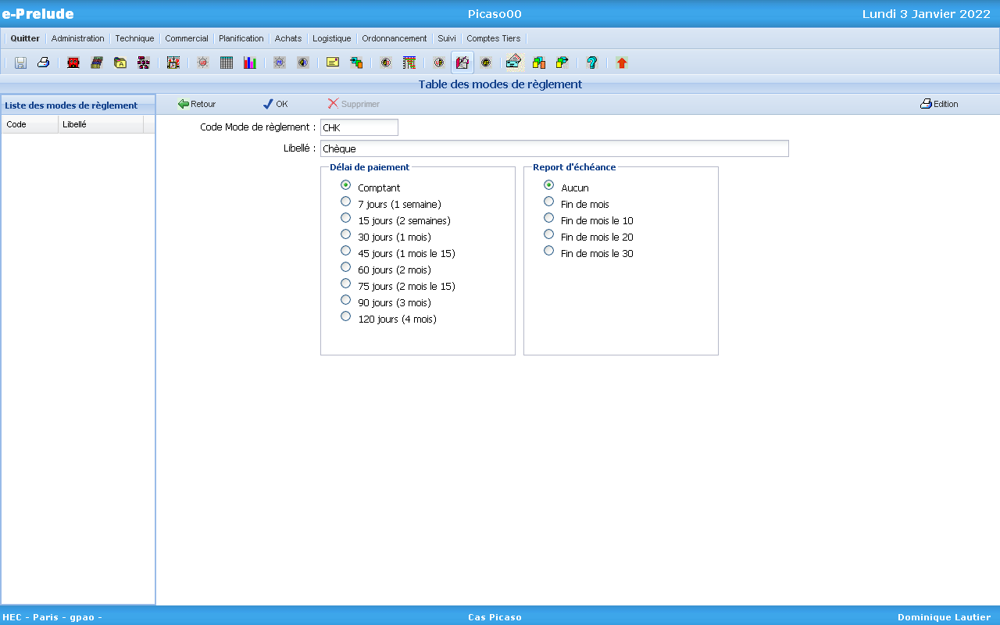 e-Prelude Picaso00 Lundi 3 Janvier 2022
Quitter Administration Technique Commercial Planification Achats Logistique Ordonnancement Suivi Comptes Tiers
Table des modes de règlement
Liste des modes de règlement Retour OK Supprimer Edition
Code Libellé
Code Mode de règlement : CHK
Libellé : Chèque
Délai de paiement
Comptant
7 jours (1 semaine)
15 jours (2 semaines)
30 jours (1 mois)
45 jours (1 mois le 15)
60 jours (2 mois)
75 jours (2 mois le 15)
90 jours (3 mois)
120 jours (4 mois)
Report d'échéance
Aucun
Fin de mois
Fin de mois le 10
Fin de mois le 20
Fin de mois le 30
HEC - Paris - gpao - Cas Picaso Dominique Lautier